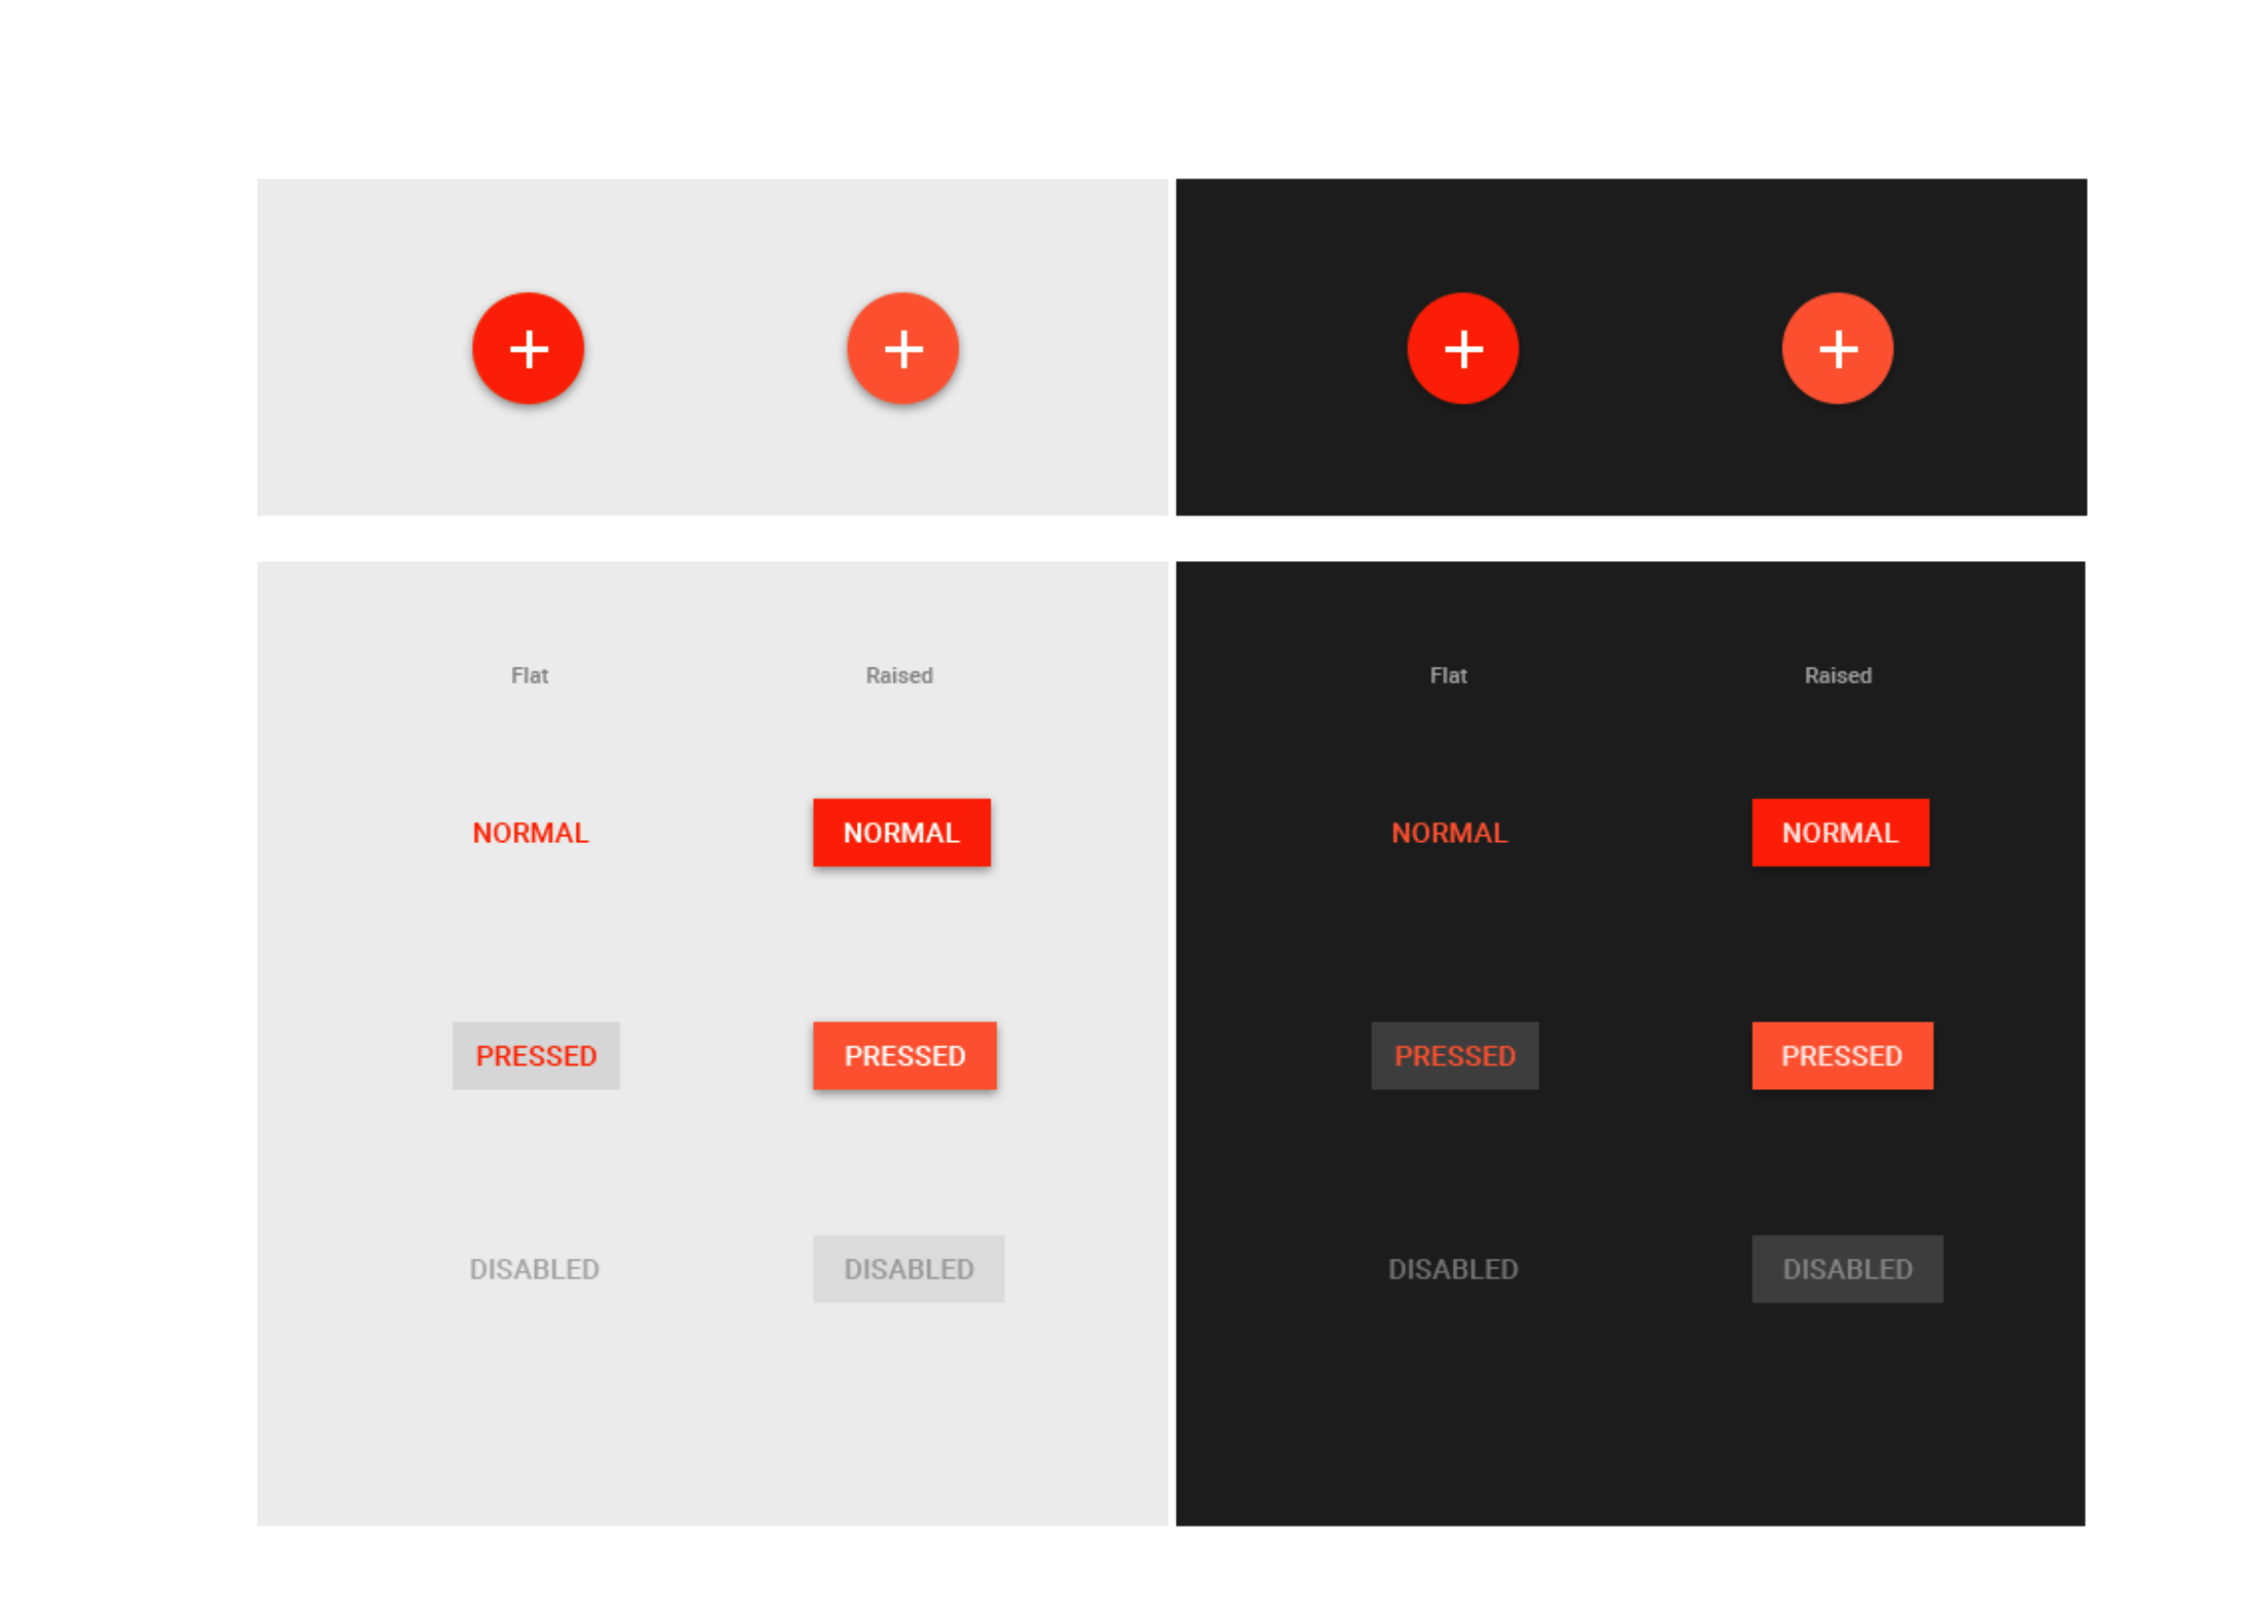 + + + +
Flat Raised Flat Raised
NORMAL NORMAL NORMAL NORMAL
PRESSED PRESSED PRESSED PRESSED
DISABLED DISABLED DISABLED DISABLED